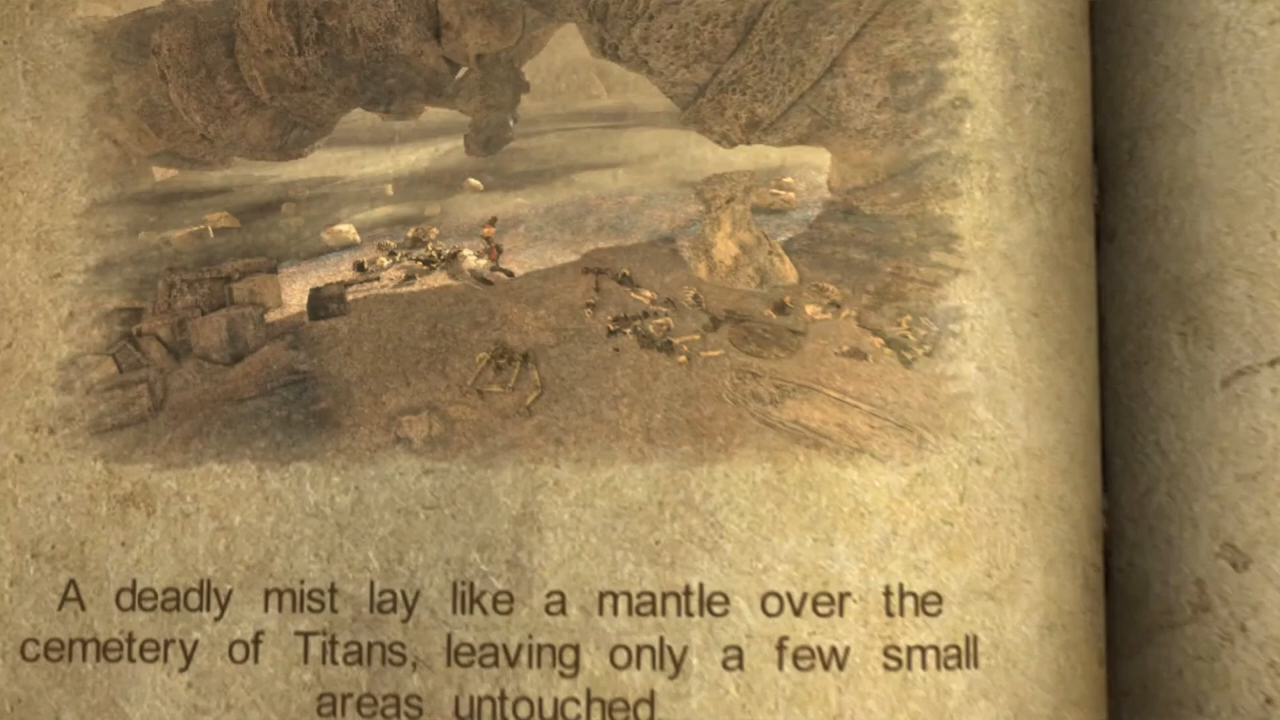 A deadly mist lay like a mantle over the
cemetery of Titans, leaving only a few small
areas untouched.